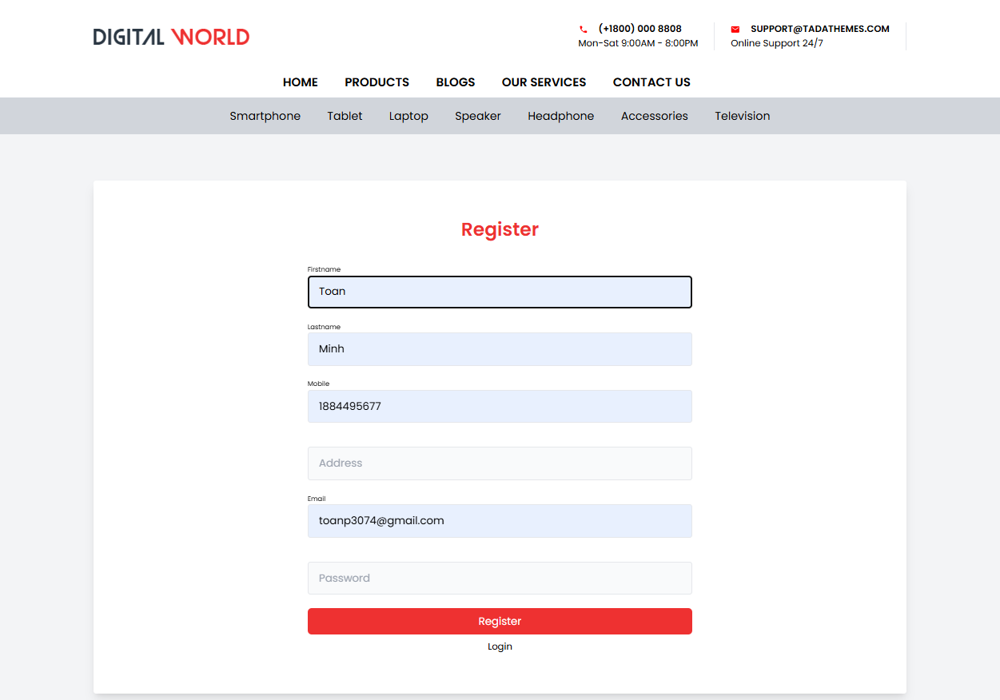 DIGITAL WORLD
(+1800) 000 8808
Mon-Sat 9:00AM - 8:00PM
SUPPORT@TADATHEMES.COM
Online Support 24/7
HOME PRODUCTS BLOGS OUR SERVICES CONTACT US
Smartphone Tablet Laptop Speaker Headphone Accessories Television
Register
Firstname
Toan
Lastname
Minh
Mobile
1884495677
Address
Email
toanp3074@gmail.com
Password
Register
Login